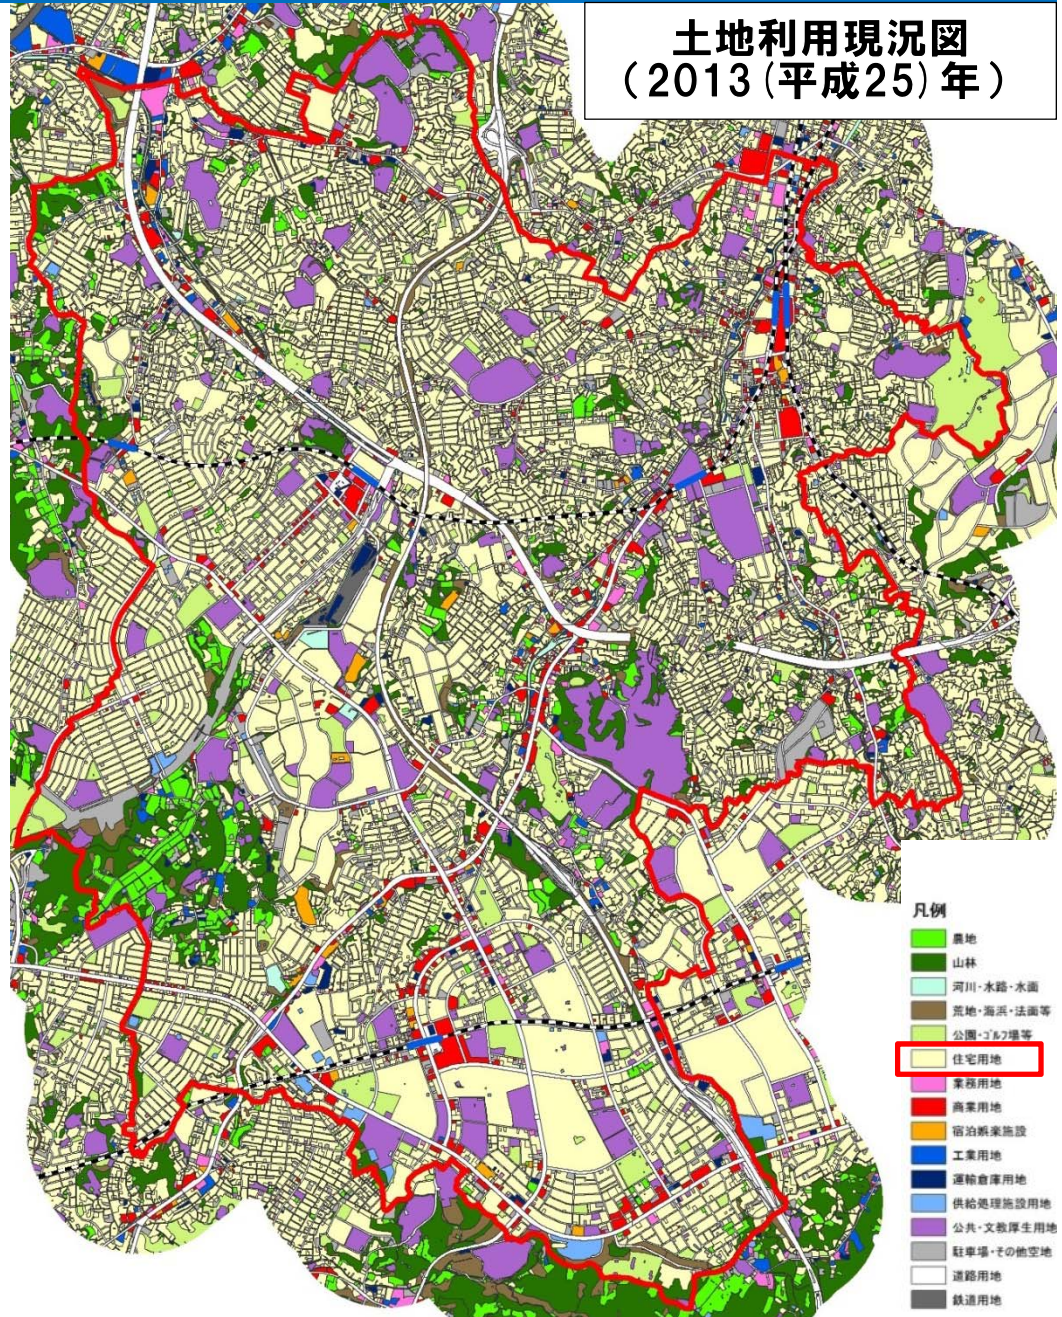 土地利用現況図
（2013（平成25）年）
凡例
農地
山林
河川・水路・水面
荒地・海浜・法面等
公園・ゴルフ場等
住宅用地
業務用地
商業用地
宿泊娯楽施設
工業用地
運輸倉庫用地
供給処理施設用地
公共・文教厚生用地
駐車場・その他空地
道路用地
鉄道用地